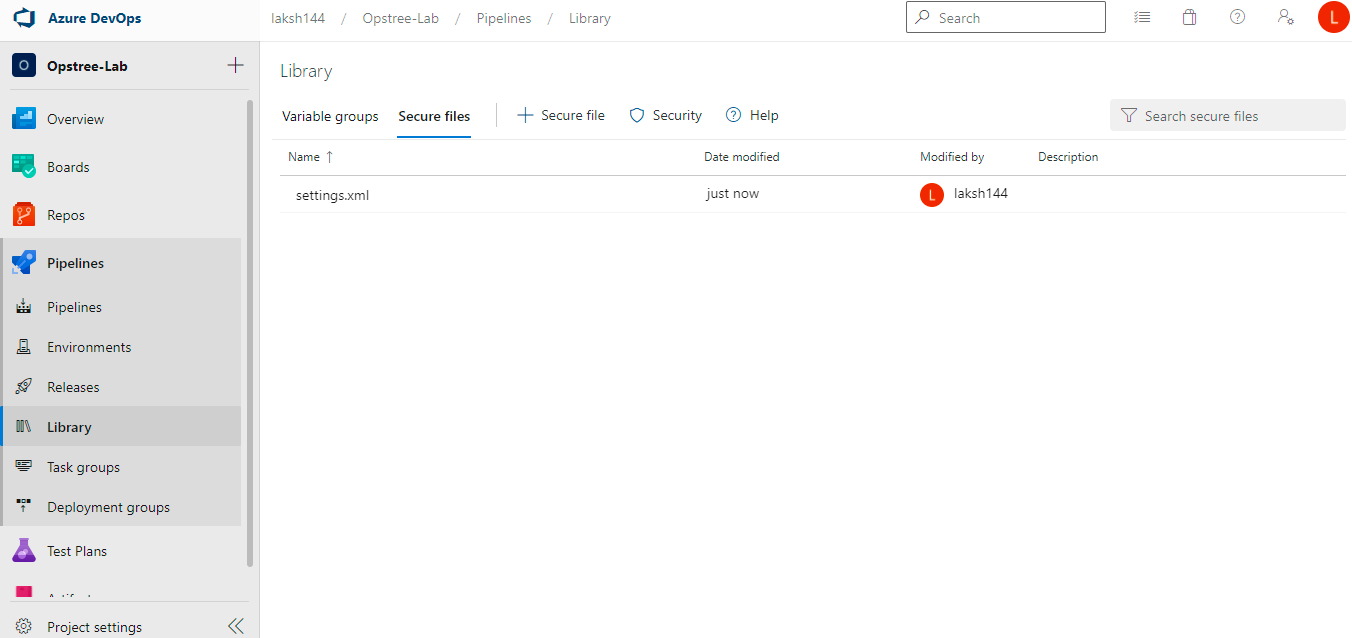 Azure DevOps
laksh144 / Opstree-Lab / Pipelines / Library
Search
L
O Opstree-Lab
Overview
Boards
Repos
Pipelines
Pipelines
Environments
Releases
Library
Task groups
Deployment groups
Test Plans
Project settings
Library
Variable groups Secure files Secure file Security Help
Search secure files
Name ↑ Date modified Modified by Description
settings.xml just now L laksh144